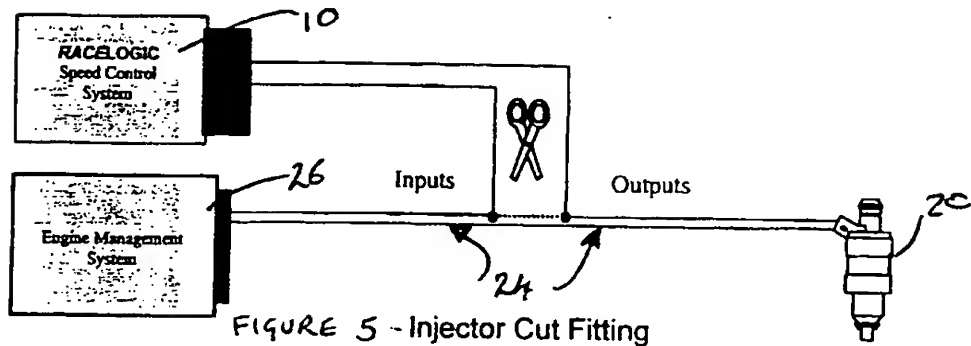 10
RACELOGIC
Speed Control
System
26
Inputs
Outputs
20
Engine Management
System
24
FIGURE 5 - Injector Cut Fitting